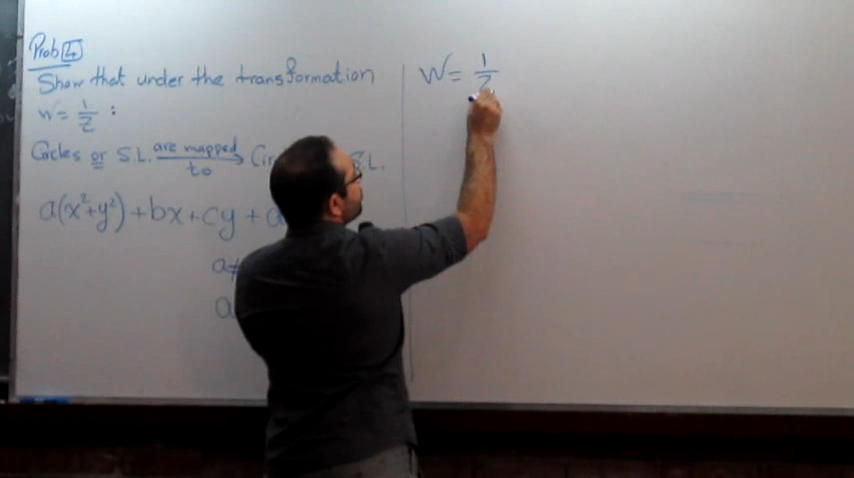 Prob 4
Show that under the transformation
w = 1/z :
Circles or S.L. are mapped to → Cir S.L.
a(x²+y²)+bx+cy+
a≠
a
W = 1/Z